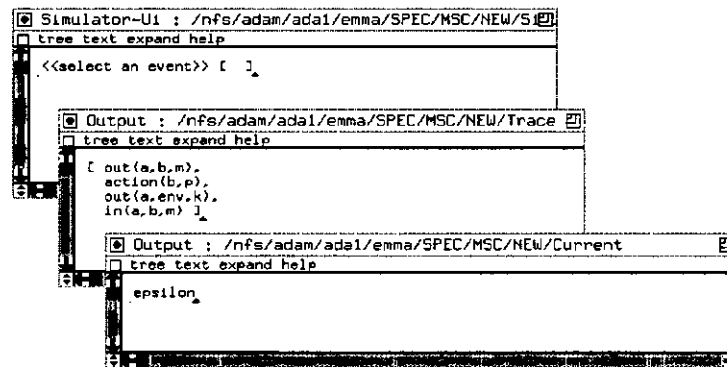 Simulator-Ui : /nfs/adam/ada1/emma/SPEC/MSC/NEW/Si
tree text expand help
<<select an event>> [ ]
Output : /nfs/adam/ada1/emma/SPEC/MSC/NEW/Trace
tree text expand help
[ out(a,b,m),
action(b,p),
out(a,env,k),
in(a,b,m) ]
Output : /nfs/adam/ada1/emma/SPEC/MSC/NEW/Current
tree text expand help
epsilon